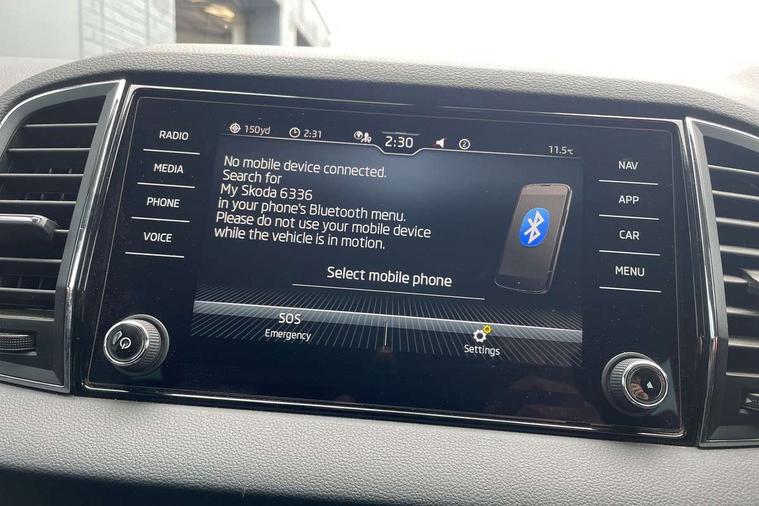 RADIO
MEDIA
PHONE
VOICE
150yd 2:31 2:30 2 11.5°C
No mobile device connected.
Search for
My Skoda 6336
in your phone's Bluetooth menu.
Please do not use your mobile device
while the vehicle is in motion.
Select mobile phone
SOS
Emergency
Settings
NAV
APP
CAR
MENU